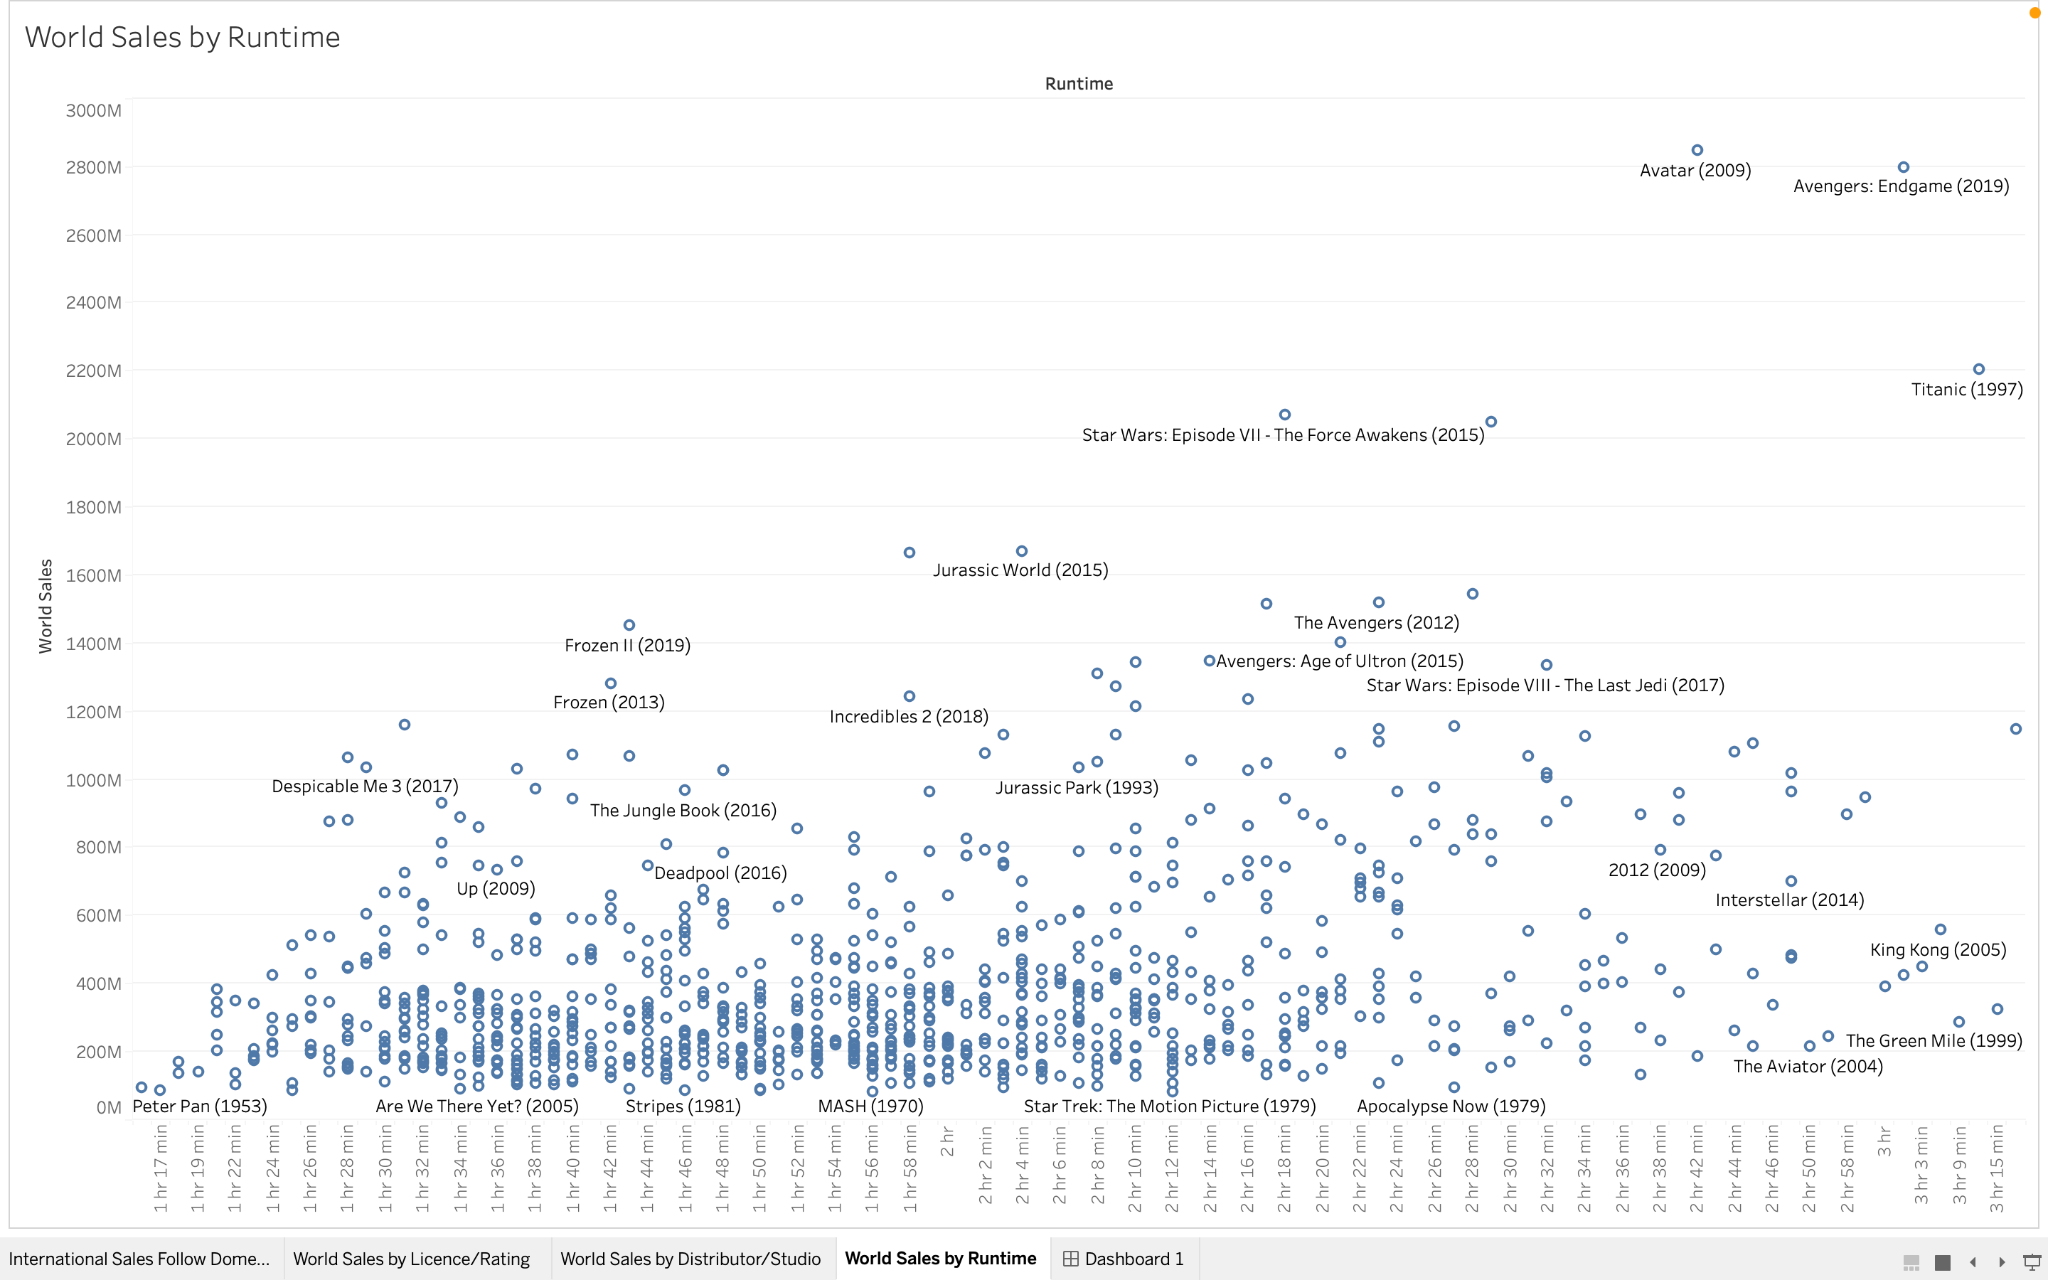 World Sales by Runtime
Runtime
World Sales
3000M
2800M
2600M
2400M
2200M
2000M
1800M
1600M
1400M
1200M
1000M
800M
600M
400M
200M
0M
Avatar (2009)
Avengers: Endgame (2019)
Titanic (1997)
Star Wars: Episode VII - The Force Awakens (2015)
Jurassic World (2015)
The Avengers (2012)
Frozen II (2019)
Avengers: Age of Ultron (2015)
Star Wars: Episode VIII - The Last Jedi (2017)
Frozen (2013)
Incredibles 2 (2018)
Despicable Me 3 (2017)
Jurassic Park (1993)
The Jungle Book (2016)
Deadpool (2016)
2012 (2009)
Up (2009)
Interstellar (2014)
King Kong (2005)
The Green Mile (1999)
The Aviator (2004)
Peter Pan (1953)
Are We There Yet? (2005)
Stripes (1981)
MASH (1970)
Star Trek: The Motion Picture (1979)
Apocalypse Now (1979)
1 hr 17 min
1 hr 19 min
1 hr 22 min
1 hr 24 min
1 hr 26 min
1 hr 28 min
1 hr 30 min
1 hr 32 min
1 hr 34 min
1 hr 36 min
1 hr 38 min
1 hr 40 min
1 hr 42 min
1 hr 44 min
1 hr 46 min
1 hr 48 min
1 hr 50 min
1 hr 52 min
1 hr 54 min
1 hr 56 min
1 hr 58 min
2 hr
2 hr 2 min
2 hr 4 min
2 hr 6 min
2 hr 8 min
2 hr 10 min
2 hr 12 min
2 hr 14 min
2 hr 16 min
2 hr 18 min
2 hr 20 min
2 hr 22 min
2 hr 24 min
2 hr 26 min
2 hr 28 min
2 hr 30 min
2 hr 32 min
2 hr 34 min
2 hr 36 min
2 hr 38 min
2 hr 42 min
2 hr 44 min
2 hr 46 min
2 hr 50 min
2 hr 58 min
3 hr
3 hr 3 min
3 hr 9 min
3 hr 15 min
International Sales Follow Dome...
World Sales by Licence/Rating
World Sales by Distributor/Studio
World Sales by Runtime
Dashboard 1